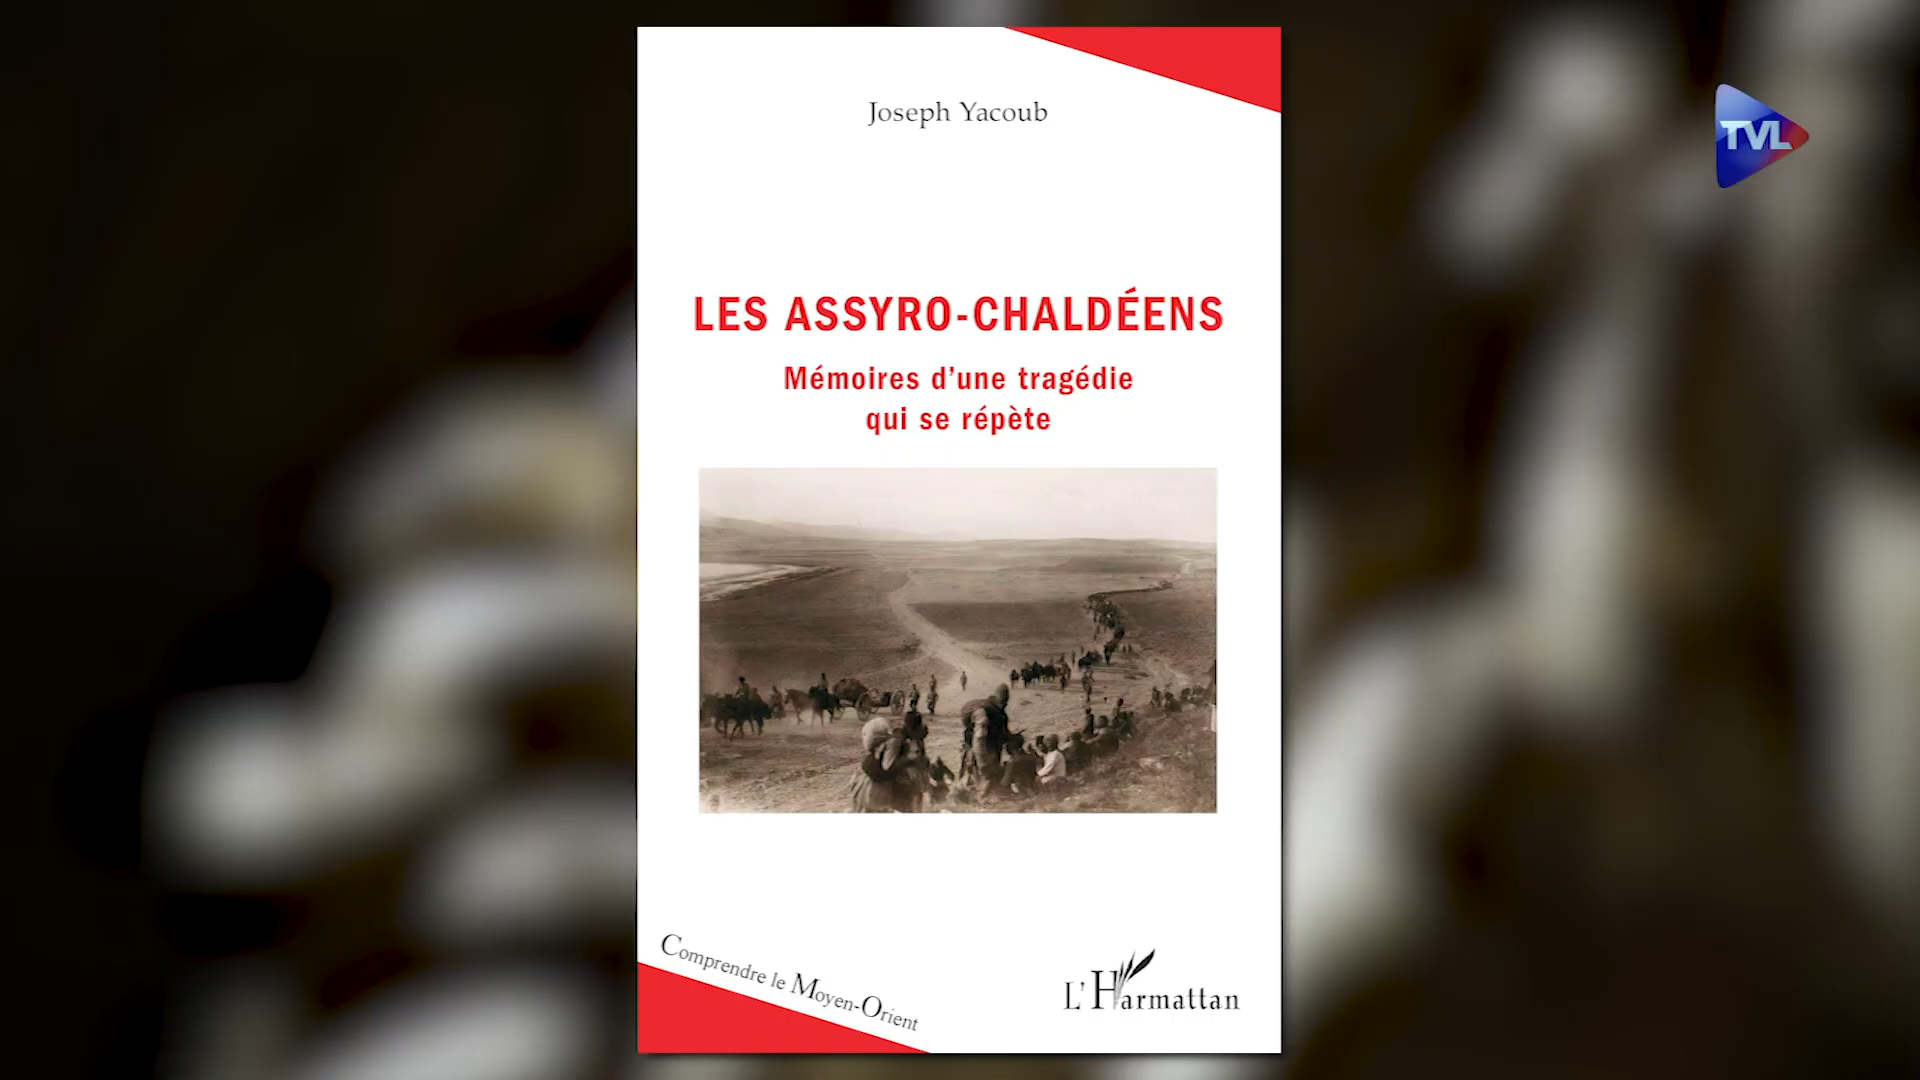 Joseph Yacoub
TVL
LES ASSYRO-CHALDÉENS
Mémoires d’une tragédie
qui se répète
Comprendre le Moyen-Orient
L'Harmattan